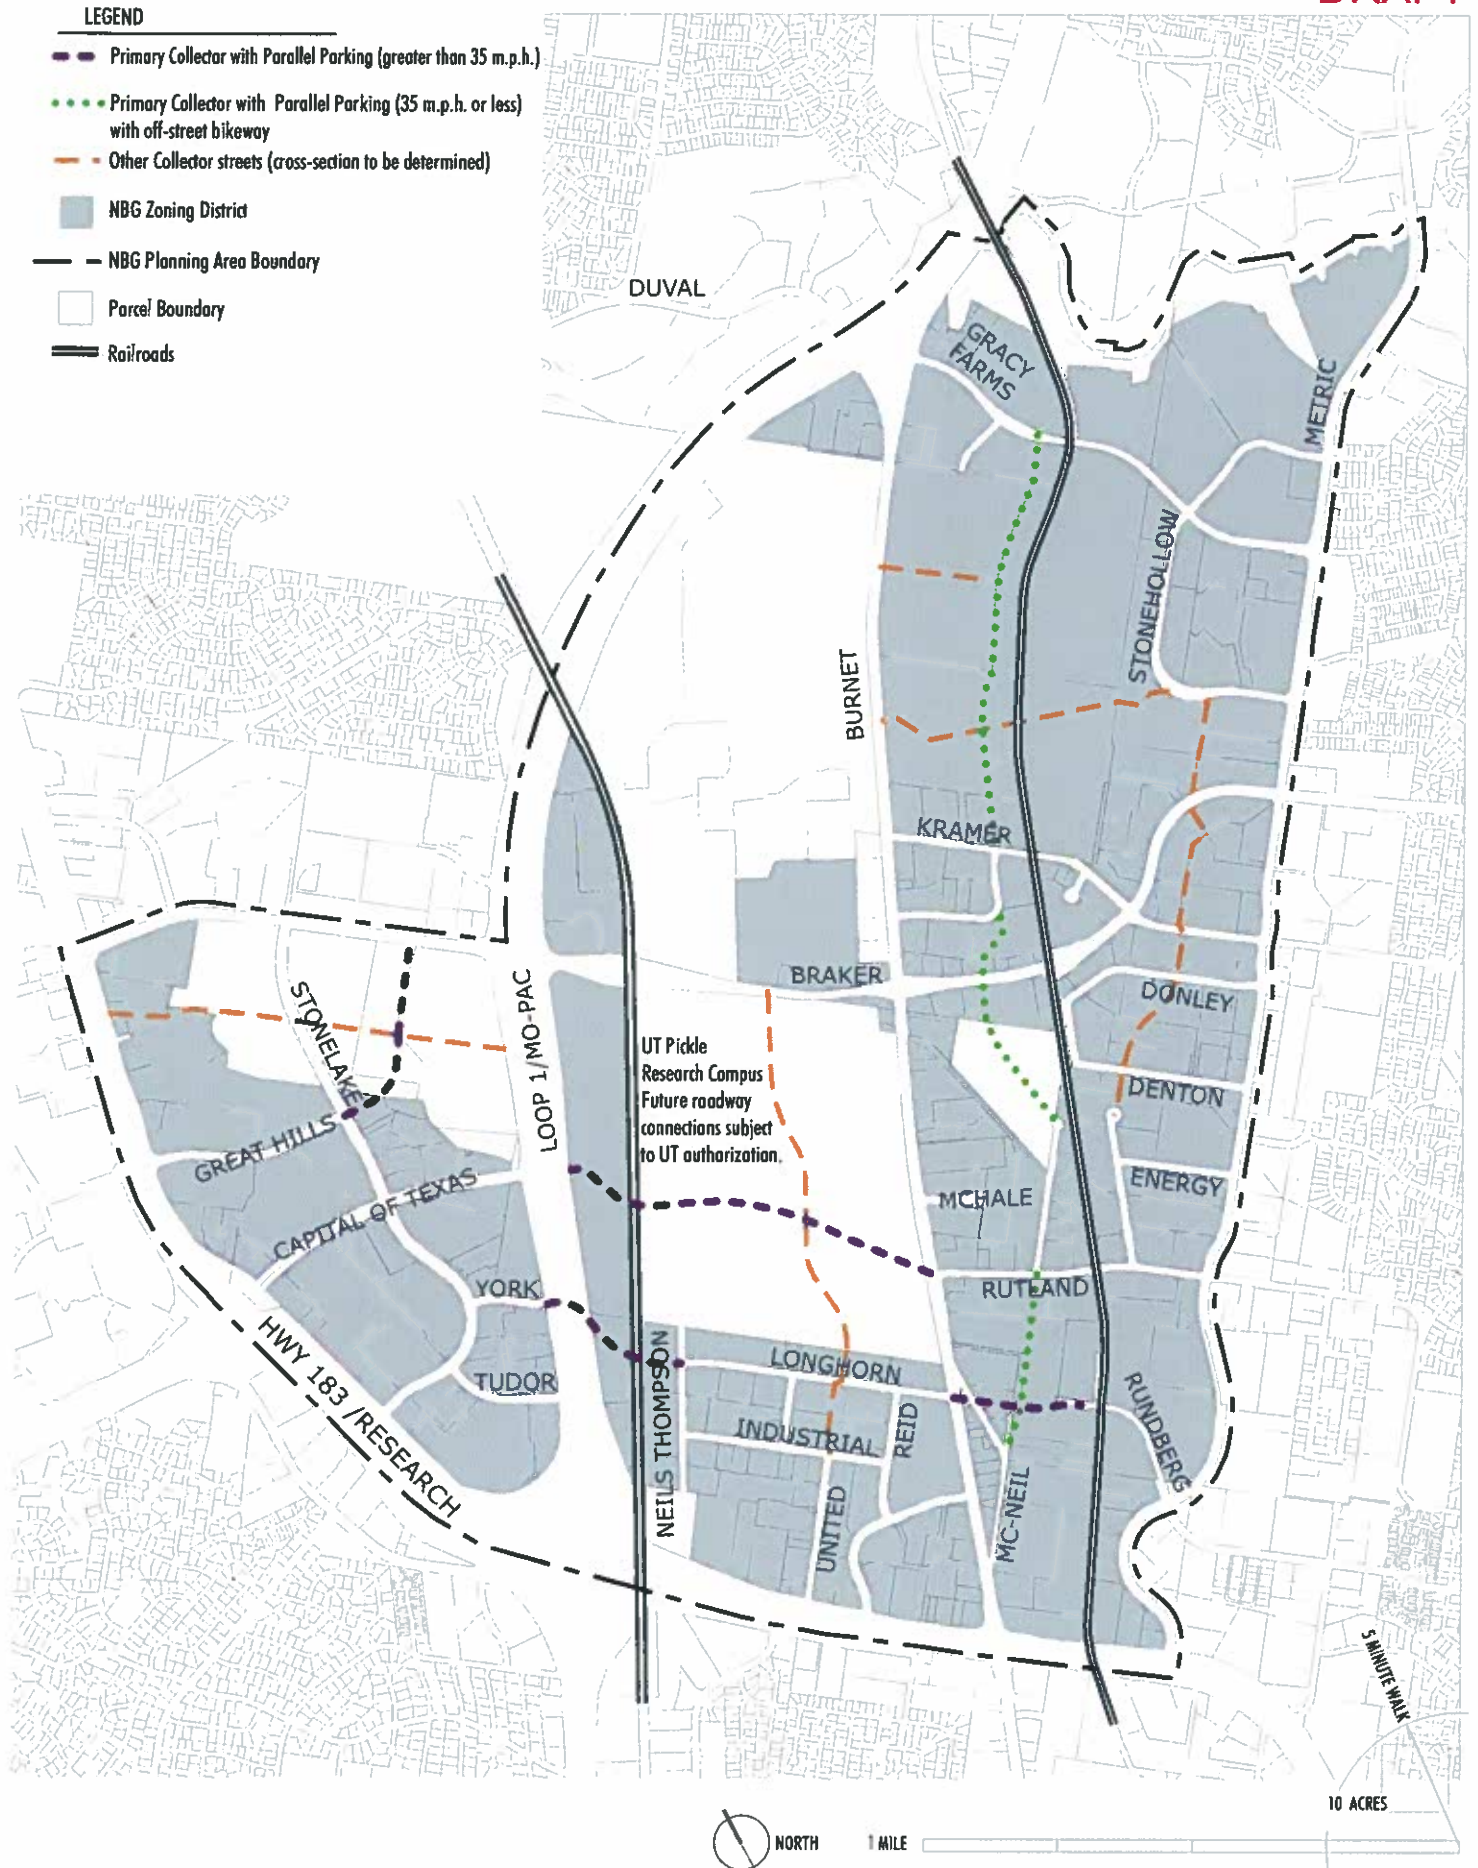 LEGEND
Primary Collector with Parallel Parking (greater than 35 m.p.h.)
Primary Collector with Parallel Parking (35 m.p.h. or less)
with off-street bikeway
Other Collector streets (cross-section to be determined)
NBG Zoning District
NBG Planning Area Boundary
Parcel Boundary
Railroads
DUVAL
GRACY
FARMS
METRIC
STONEHOLLOW
BURNET
KRAMER
BRAKER
DONLEY
STONELAKE
LOOP 1/MO-PAC
UT Pickle
Research Campus
Future roadway
connections subject
to UT authorization.
DENTON
GREAT HILLS
ENERGY
CAPITAL OF TEXAS
MCHALE
YORK
RUTLAND
HWY 183 /RESEARCH
TUDOR
NEILS THOMPSON
LONGHORN
INDUSTRIAL
REID
RUNDBERG
UNITED
MC-NEIL
5 MINUTE WALK
10 ACRES
NORTH
1 MILE